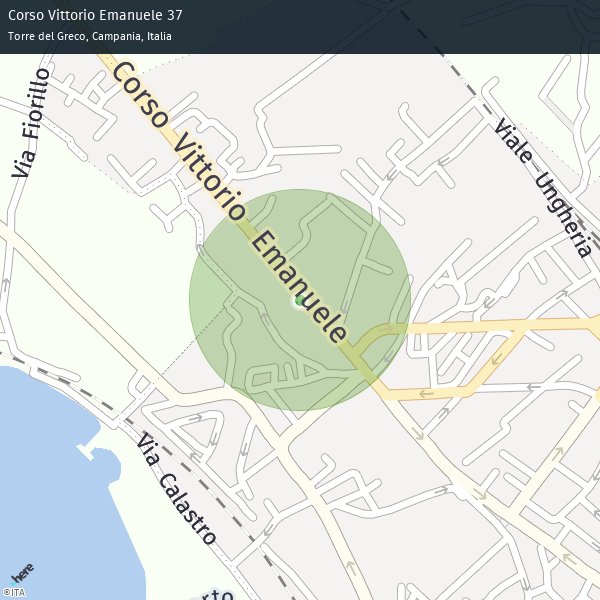 Corso Vittorio Emanuele 37
Torre del Greco, Campania, Italia
Corso Vittorio Emanuele
Via Fiorillo
Viale Ungheria
Via Calastro
here
©ITA